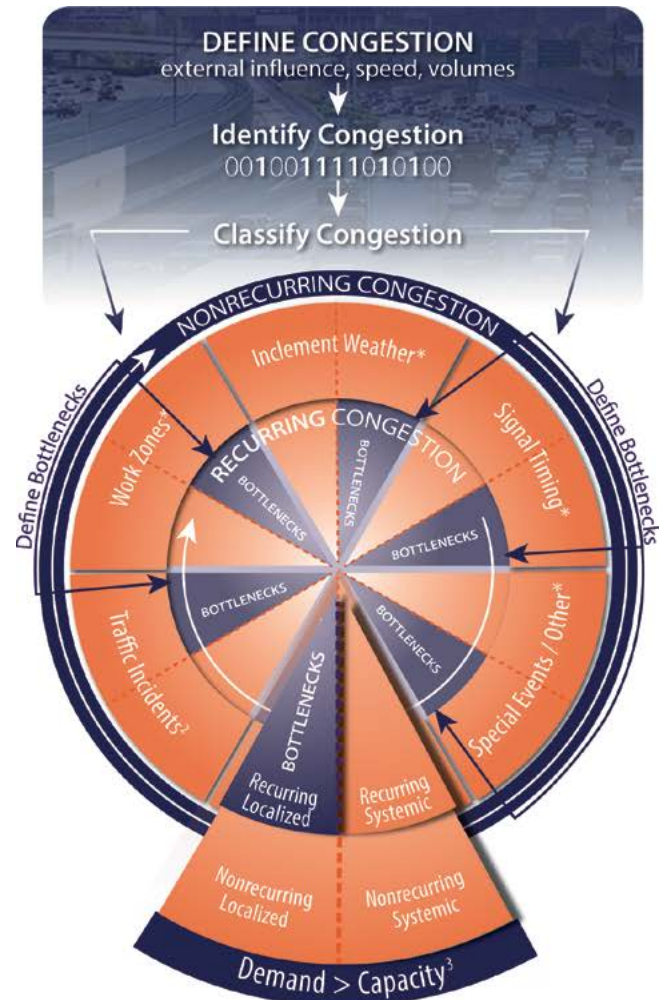 DEFINE CONGESTION
external influence, speed, volumes
Identify Congestion
001001111010100
Classify Congestion
NONRECURRING CONGESTION
Define Bottlenecks
Define Bottlenecks
Inclement Weather*
Work Zones*
Signal Timing*
RECURRING CONGESTION
BOTTLENECKS
BOTTLENECKS
BOTTLENECKS
BOTTLENECKS
BOTTLENECKS
Traffic Incidents²
Special Events / Other*
BOTTLENECKS
Recurring
Localized
Recurring
Systemic
Nonrecurring
Localized
Nonrecurring
Systemic
Demand > Capacity³